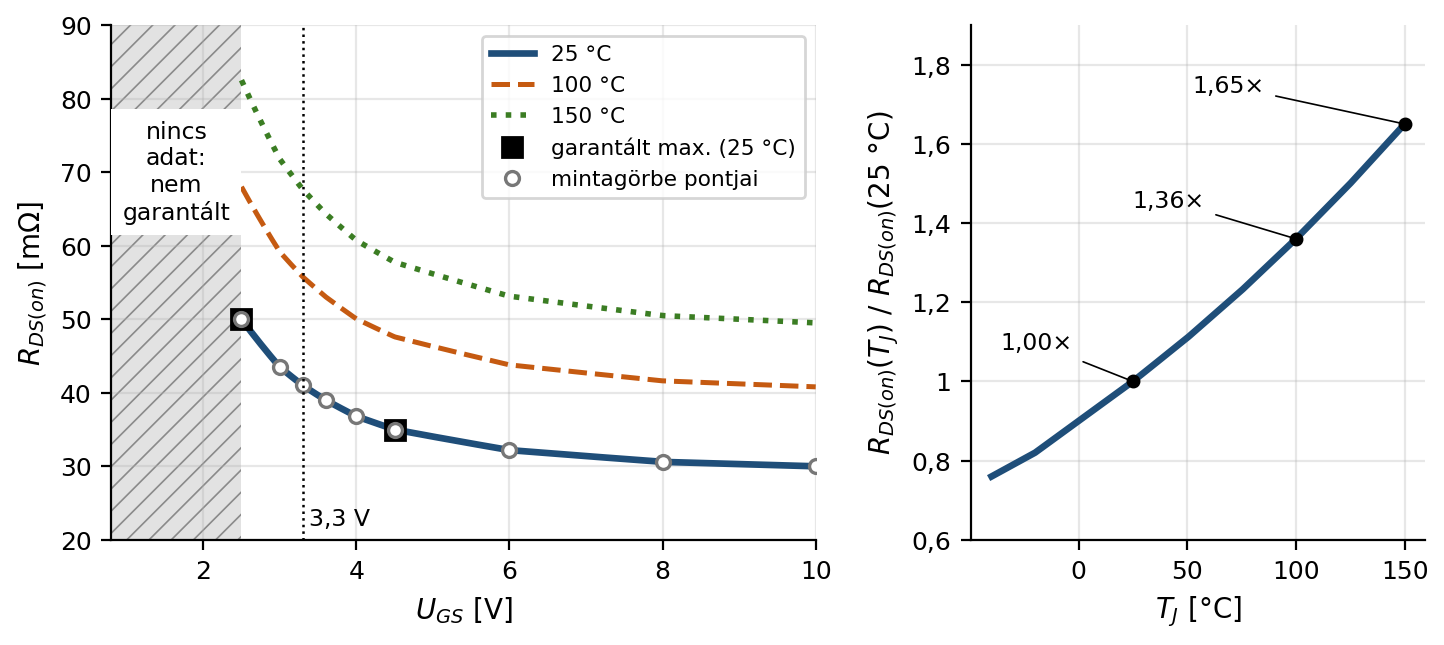 90
80
70
60
50
40
30
20
R_DS(on) [mΩ]
nincs
adat:
nem
garantált
25 °C
100 °C
150 °C
garantált max. (25 °C)
mintagörbe pontjai
3,3 V
2
4
6
8
10
U_GS [V]
1,8
1,6
1,4
1,2
1
0,8
0,6
R_DS(on)(T_J) / R_DS(on)(25 °C)
1,65×
1,36×
1,00×
0
50
100
150
T_J [°C]